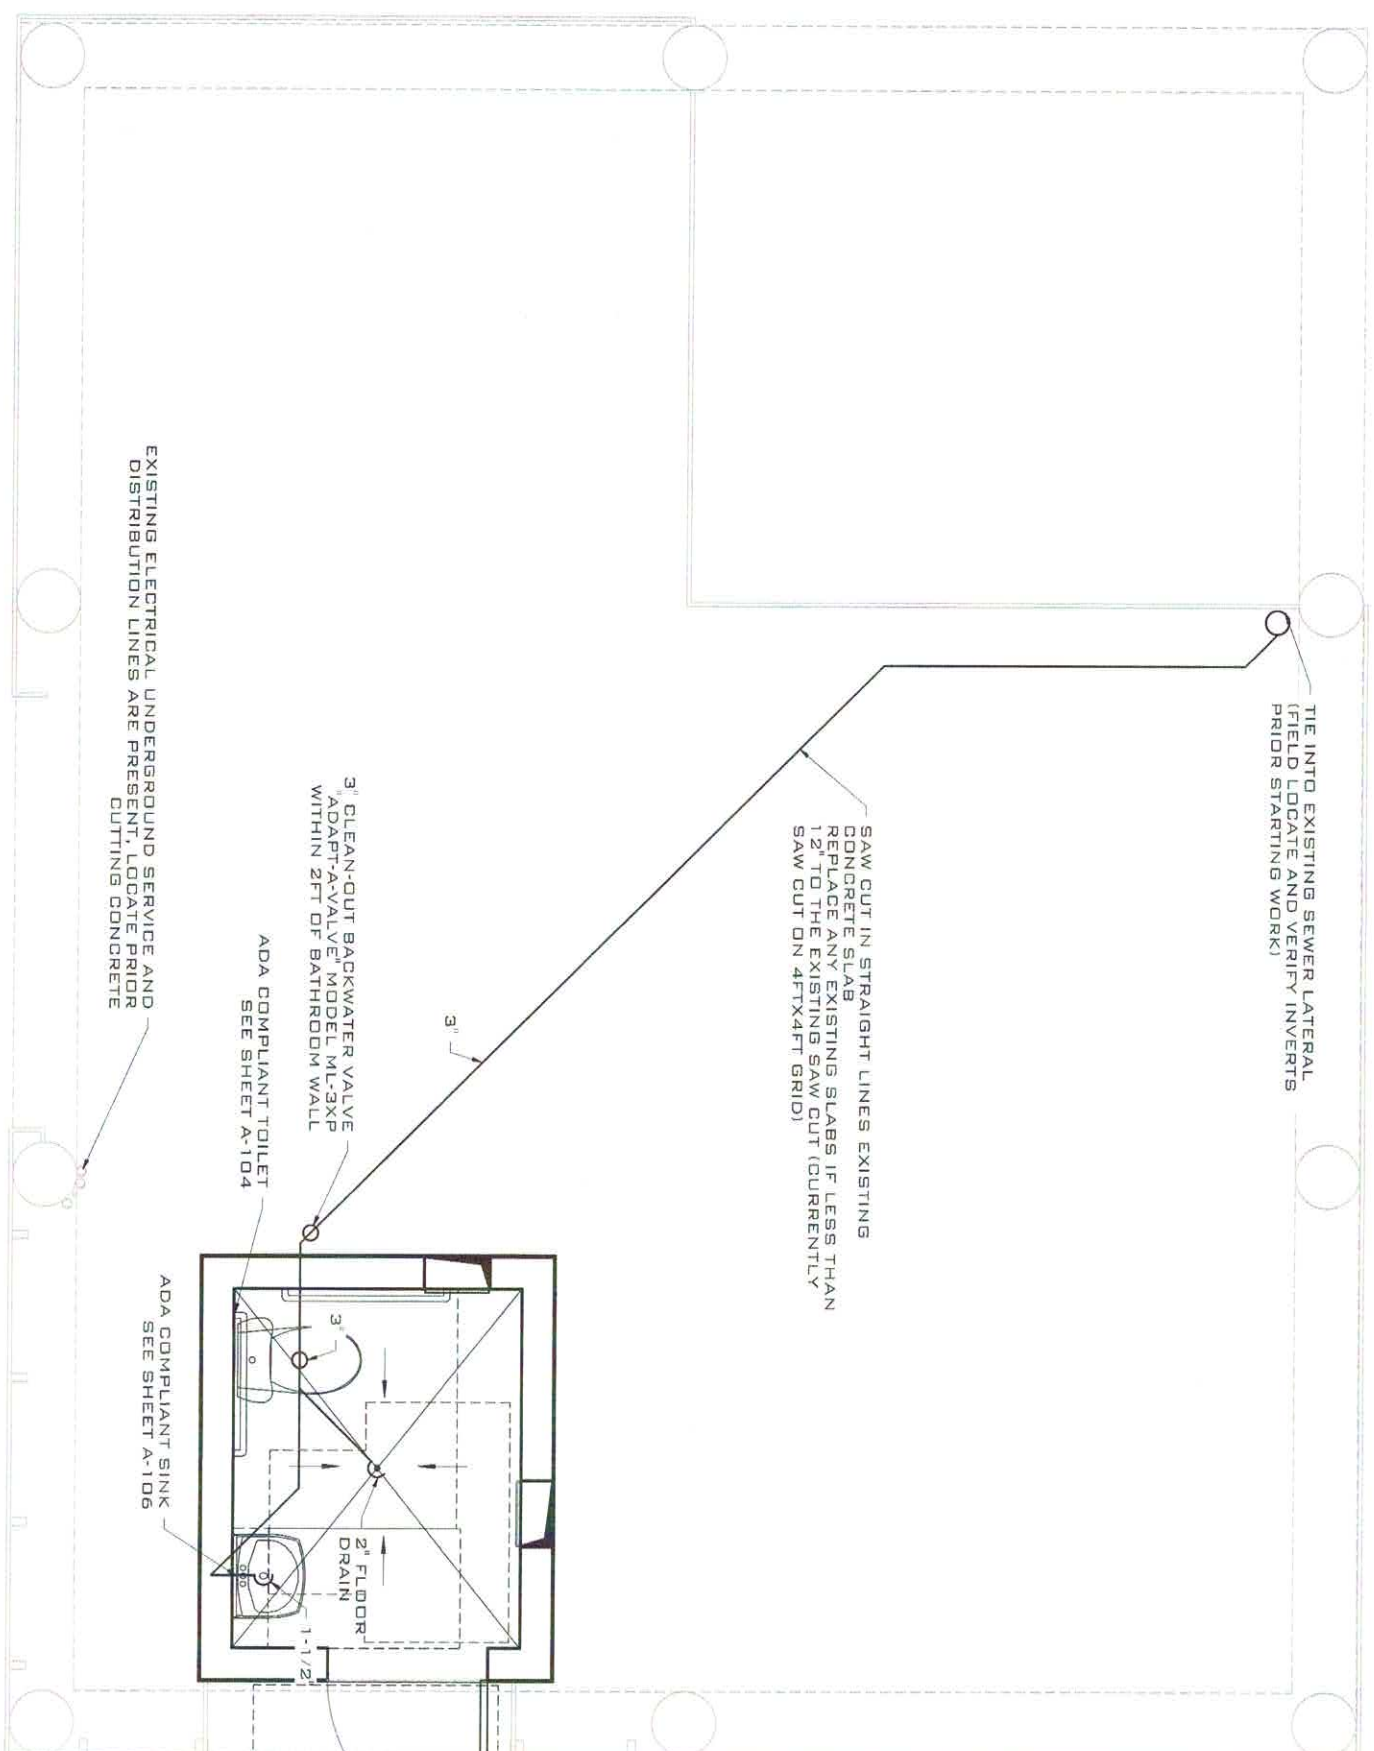 TIE INTO EXISTING SEWER LATERAL
(FIELD LOCATE AND VERIFY INVERTS
PRIOR STARTING WORK)
SAW CUT IN STRAIGHT LINES EXISTING
CONCRETE SLAB
REPLACE ANY EXISTING SLABS IF LESS THAN
12" TO THE EXISTING SAW CUT (CURRENTLY
SAW CUT ON 4FTX4FT GRID)
3"
3" CLEAN-OUT BACKWATER VALVE
"ADAPT-A-VALVE" MODEL ML-3XP
WITHIN 2FT OF BATHROOM WALL
ADA COMPLIANT TOILET
SEE SHEET A-104
EXISTING ELECTRICAL UNDERGROUND SERVICE AND
DISTRIBUTION LINES ARE PRESENT, LOCATE PRIOR
CUTTING CONCRETE
ADA COMPLIANT SINK
SEE SHEET A-106
3"
2" FLOOR
DRAIN
1-1/2"